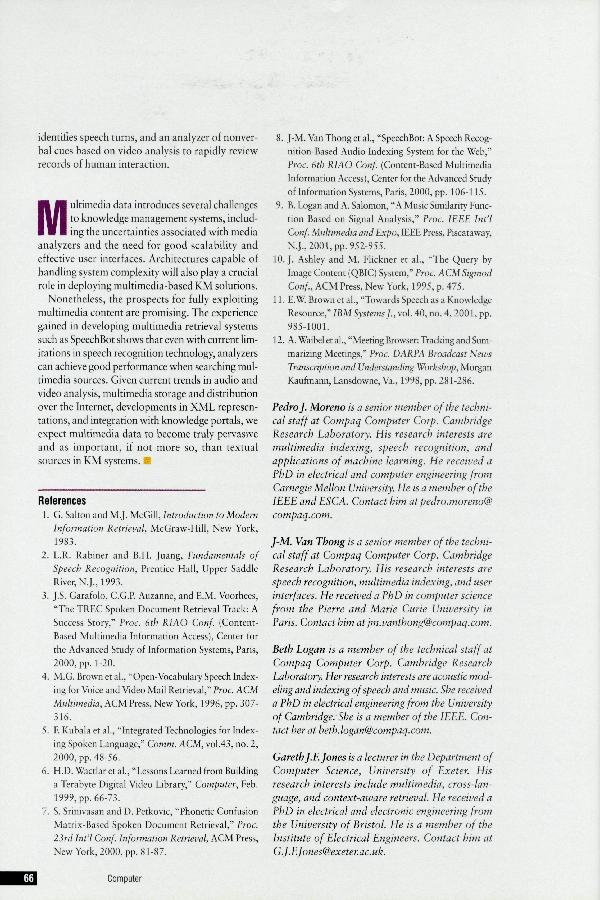 identifies speech turns, and an analyzer of nonver-
bal cues based on video analysis to rapidly review
records of human interaction.
Multimedia data introduces several challenges
to knowledge management systems, includ-
ing the uncertainties associated with media
analyzers and the need for good scalability and
effective user interfaces. Architectures capable of
handling system complexity will also play a crucial
role in deploying multimedia-based KM solutions.
Nonetheless, the prospects for fully exploiting
multimedia content are promising. The experience
gained in developing multimedia retrieval systems
such as SpeechBot shows that even with current lim-
itations in speech recognition technology, analyzers
can achieve good performance when searching mul-
timedia sources. Given current trends in audio and
video analysis, multimedia storage and distribution
over the Internet, developments in XML represen-
tations, and integration with knowledge portals, we
expect multimedia data to become truly pervasive
and as important, if not more so, than textual
sources in KM systems.
References
1. G. Salton and M.J. McGill, Introduction to Modern
Information Retrieval, McGraw-Hill, New York,
1983.
2. L.R. Rabiner and B.H. Juang, Fundamentals of
Speech Recognition, Prentice Hall, Upper Saddle
River, N.J., 1993.
3. J.S. Garafolo, C.G.P. Auzanne, and E.M. Voorhees,
"The TREC Spoken Document Retrieval Track: A
Success Story," Proc. 6th RIAO Conf. (Content-
Based Multimedia Information Access), Center for
the Advanced Study of Information Systems, Paris,
2000, pp. 1-20.
4. M.G. Brown et al., "Open-Vocabulary Speech Index-
ing for Voice and Video Mail Retrieval," Proc. ACM
Multimedia, ACM Press, New York, 1996, pp. 307-
316.
5. F. Kubala et al., "Integrated Technologies for Index-
ing Spoken Language," Comm. ACM, vol.43, no. 2,
2000, pp. 48-56.
6. H.D. Wactlar et al., "Lessons Learned from Building
a Terabyte Digital Video Library," Computer, Feb.
1999, pp. 66-73.
7. S. Srinivasan and D. Petkovic, "Phonetic Confusion
Matrix-Based Spoken Document Retrieval," Proc.
23rd Int'l Conf. Information Retrieval, ACM Press,
New York, 2000, pp. 81-87.
8. J-M. Van Thong et al., "SpeechBot: A Speech Recog-
nition-Based Audio Indexing System for the Web,"
Proc. 6th RIAO Conf. (Content-Based Multimedia
Information Access), Center for the Advanced Study
of Information Systems, Paris, 2000, pp. 106-115.
9. B. Logan and A. Salomon, "A Music Similarity Func-
tion Based on Signal Analysis," Proc. IEEE Int'l
Conf. Multimedia and Expo, IEEE Press, Piscataway,
N.J., 2001, pp. 952-955.
10. J. Ashley and M. Flickner et al., "The Query by
Image Content (QBIC) System," Proc. ACM Sigmod
Conf., ACM Press, New York, 1995, p. 475.
11. E.W. Brown et al., "Towards Speech as a Knowledge
Resource," IBM Systems J., vol. 40, no. 4, 2001, pp.
985-1001.
12. A. Waibel et al., "Meeting Browser: Tracking and Sum-
marizing Meetings," Proc. DARPA Broadcast News
Transcription and Understanding Workshop, Morgan
Kaufmann, Lansdowne, Va., 1998, pp. 281-286.
Pedro J. Moreno is a senior member of the techni-
cal staff at Compaq Computer Corp. Cambridge
Research Laboratory. His research interests are
multimedia indexing, speech recognition, and
applications of machine learning. He received a
PhD in electrical and computer engineering from
Carnegie Mellon University. He is a member of the
IEEE and ESCA. Contact him at pedro.moreno@
compaq.com.
J-M. Van Thong is a senior member of the techni-
cal staff at Compaq Computer Corp. Cambridge
Research Laboratory. His research interests are
speech recognition, multimedia indexing, and user
interfaces. He received a PhD in computer science
from the Pierre and Marie Curie University in
Paris. Contact him at jm.vanthong@compaq.com.
Beth Logan is a member of the technical staff at
Compaq Computer Corp. Cambridge Research
Laboratory. Her research interests are acoustic mod-
eling and indexing of speech and music. She received
a PhD in electrical engineering from the University
of Cambridge. She is a member of the IEEE. Con-
tact her at beth.logan@compaq.com.
Gareth J.F. Jones is a lecturer in the Department of
Computer Science, University of Exeter. His
research interests include multimedia, cross-lan-
guage, and context-aware retrieval. He received a
PhD in electrical and electronic engineering from
the University of Bristol. He is a member of the
Institute of Electrical Engineers. Contact him at
G.J.F.Jones@exeter.ac.uk.
66
Computer